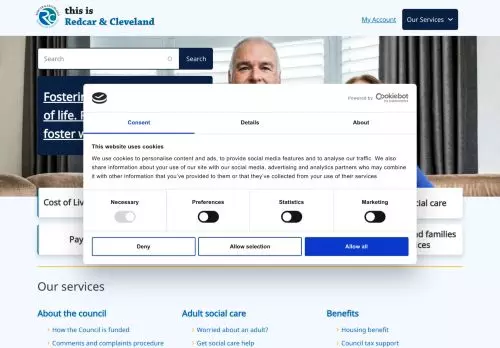 this is
Redcar & Cleveland
My Account
Our Services
Search
Search
Fostering
of life.
foster
Powered by Cookiebot
Consent
Details
About
This website uses cookies
We use cookies to personalise content and ads, to provide social media features and to analyse our traffic. We also
share information about your use of our site with our social media, advertising and analytics partners who may combine
it with other information that you've provided to them or that they've collected from your use of their services.
Necessary
Preferences
Statistics
Marketing
Deny
Allow selection
Allow all
Cost of Liv
cial care
Pay
nd families
ices
Our services
About the council
Adult social care
Benefits
How the Council is funded
Worried about an adult?
Housing benefit
Comments and complaints procedure
Get social care help
Council tax support